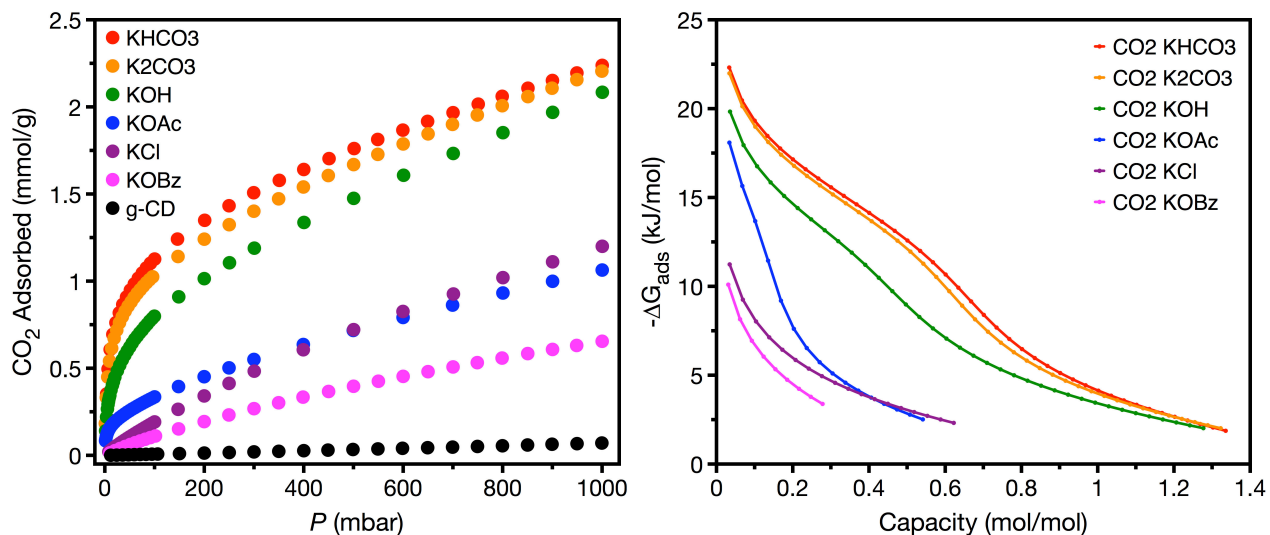 2.5
2
1.5
1
0.5
0
CO2 Adsorbed (mmol/g)
KHCO3
K2CO3
KOH
KOAc
KCl
KOBz
g-CD
0 200 400 600 800 1000
P (mbar)
25
20
15
10
5
0
-ΔGads (kJ/mol)
CO2 KHCO3
CO2 K2CO3
CO2 KOH
CO2 KOAc
CO2 KCl
CO2 KOBz
0 0.2 0.4 0.6 0.8 1 1.2 1.4
Capacity (mol/mol)